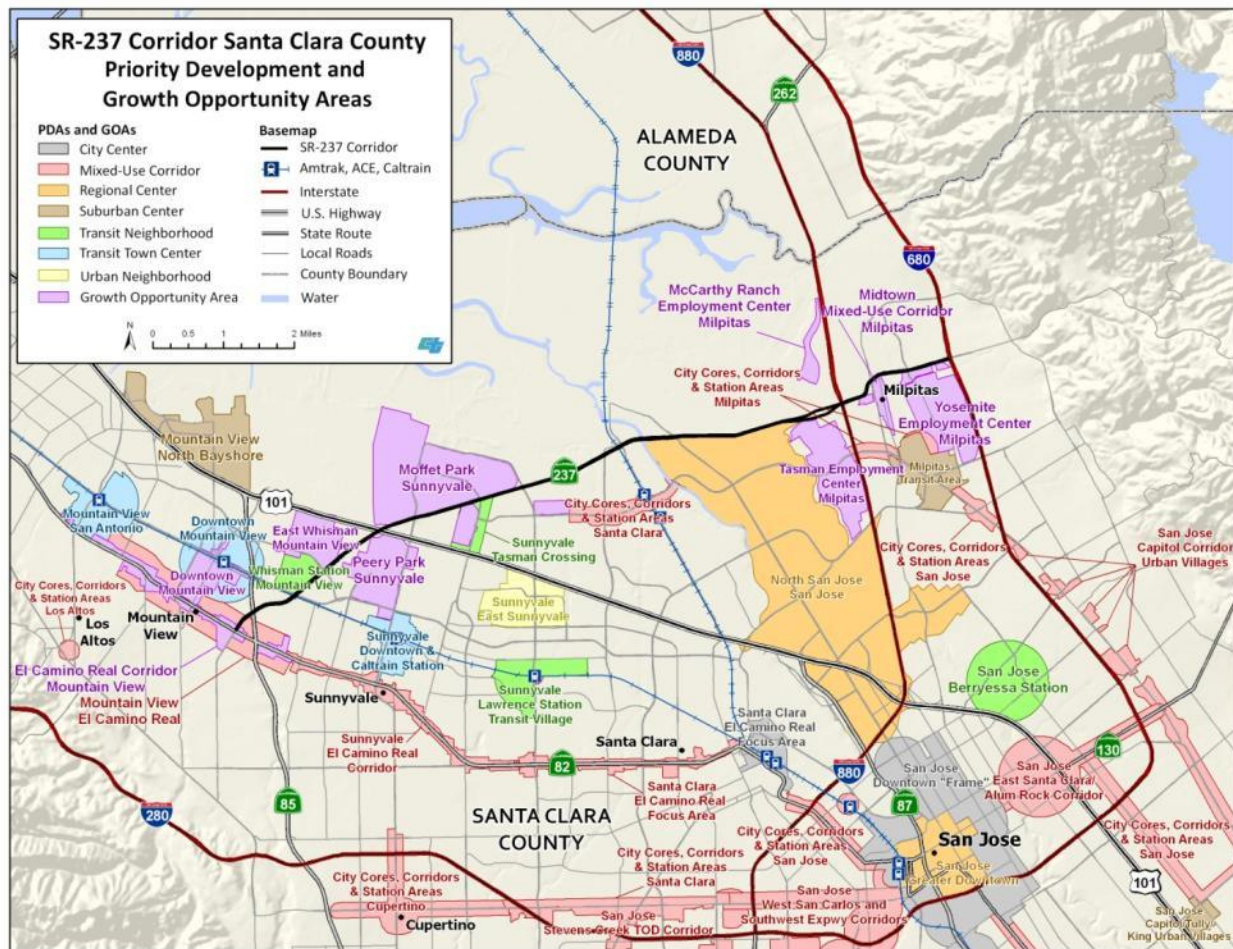 SR-237 Corridor Santa Clara County
Priority Development and
Growth Opportunity Areas
PDAs and GOAs
City Center
Mixed-Use Corridor
Regional Center
Suburban Center
Transit Neighborhood
Transit Town Center
Urban Neighborhood
Growth Opportunity Area
Basemap
SR-237 Corridor
Amtrak, ACE, Caltrain
Interstate
U.S. Highway
State Route
Local Roads
County Boundary
Water
N
0 0.5 1 2 Miles
880
262
ALAMEDA
COUNTY
680
McCarthy Ranch
Employment Center
Milpitas
Midtown
Mixed-Use Corridor
Milpitas
City Cores, Corridors
& Station Areas
Milpitas
Milpitas
Yosemite
Employment Center
Milpitas
Mountain View
North Bayshore
Moffet Park
Sunnyvale
237
101
Tasman Employment
Center
Milpitas
Milpitas
Transit Area
Mountain View
San Antonio
Downtown
Mountain View
East Whisman
Mountain View
City Cores, Corridors
& Station Areas
Santa Clara
Sunnyvale
Tasman Crossing
San Jose
Capitol Corridor
Urban Villages
City Cores, Corridors
& Station Areas
San Jose
Downtown
Mountain View
Whisman Station
Mountain View
Peery Park
Sunnyvale
North San Jose
San Jose
City Cores, Corridors
& Station Areas
Los Altos
Los
Altos
Mountain
View
Sunnyvale
East Sunnyvale
Sunnyvale
Downtown &
Caltrain Station
El Camino Real Corridor
Mountain View
Mountain View
El Camino Real
Sunnyvale
Sunnyvale
Lawrence Station
Transit Village
San Jose
Berryessa Station
Sunnyvale
El Camino Real
Corridor
Santa Clara
Santa Clara
El Camino Real
Focus Area
82
880
130
280
85
87
Santa Clara
El Camino Real
Focus Area
San Jose
Downtown "Frame"
San Jose
East Santa Clara/
Alum Rock Corridor
SANTA CLARA
COUNTY
City Cores, Corridors
& Station Areas
San Jose
San Jose
San Jose
Greater Downtown
City Cores, Corridors
& Station Areas
San Jose
City Cores, Corridors
& Station Areas
Cupertino
Cupertino
City Cores, Corridors
& Station Areas
Santa Clara
San Jose
Stevens Creek TOD Corridor
San Jose
West San Carlos and
Southwest Expwy Corridors
101
San Jose
Capitol/Tully/
King Urban Villages